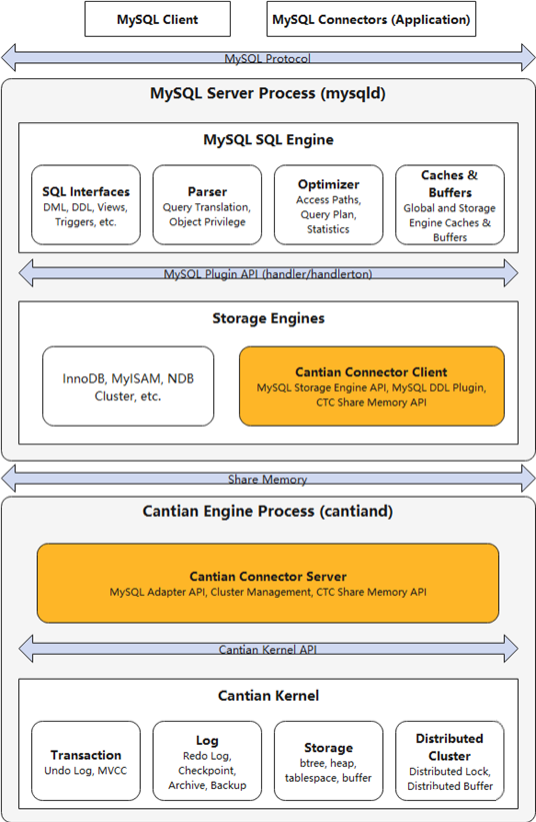 MySQL Client
MySQL Connectors (Application)
MySQL Protocol
MySQL Server Process (mysqld)
MySQL SQL Engine
SQL Interfaces
DML, DDL, Views,
Triggers, etc.
Parser
Query Translation,
Object Privilege
Optimizer
Access Paths,
Query Plan,
Statistics
Caches &
Buffers
Global and Storage
Engine Caches &
Buffers
MySQL Plugin API (handler/handlerton)
Storage Engines
InnoDB, MyISAM, NDB
Cluster, etc.
Cantian Connector Client
MySQL Storage Engine API, MySQL DDL Plugin,
CTC Share Memory API
Share Memory
Cantian Engine Process (cantiand)
Cantian Connector Server
MySQL Adapter API, Cluster Management, CTC Share Memory API
Cantian Kernel API
Cantian Kernel
Transaction
Undo Log, MVCC
Log
Redo Log,
Checkpoint,
Archive, Backup
Storage
btree, heap,
tablespace, buffer
Distributed
Cluster
Distributed Lock,
Distributed Buffer